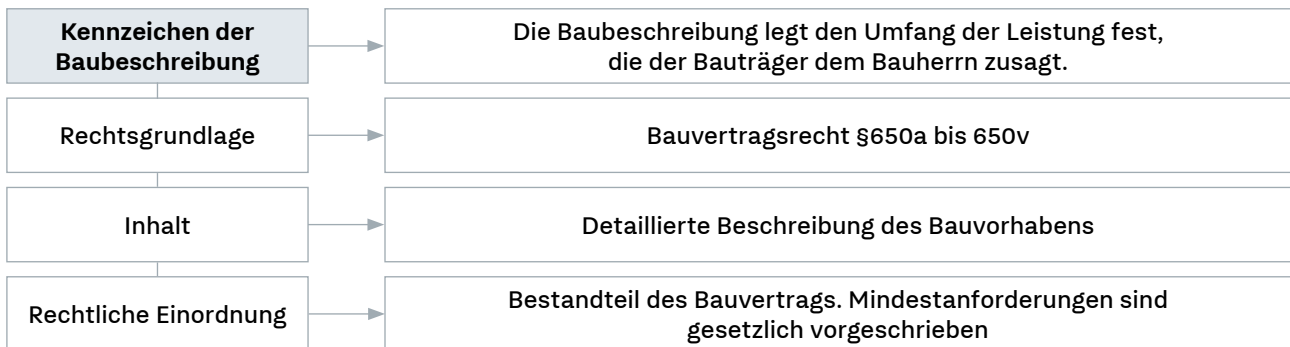 Kennzeichen der
Baubeschreibung
Die Baubeschreibung legt den Umfang der Leistung fest,
die der Bauträger dem Bauherrn zusagt.
Rechtsgrundlage
Bauvertragsrecht §650a bis 650v
Inhalt
Detaillierte Beschreibung des Bauvorhabens
Rechtliche Einordnung
Bestandteil des Bauvertrags. Mindestanforderungen sind
gesetzlich vorgeschrieben